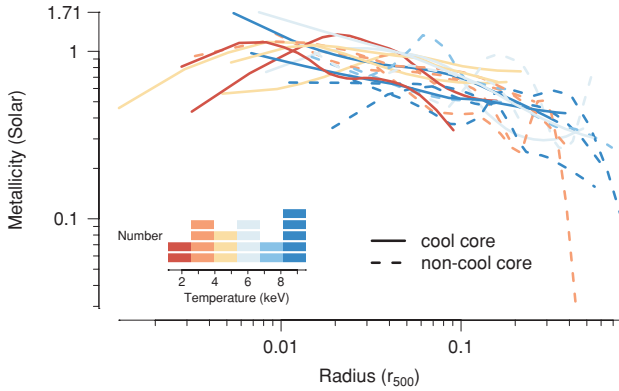 1.71
1
0.1
Metallicity (Solar)
Number
2 4 6 8
Temperature (keV)
cool core
non-cool core
0.01 0.1
Radius (r500)